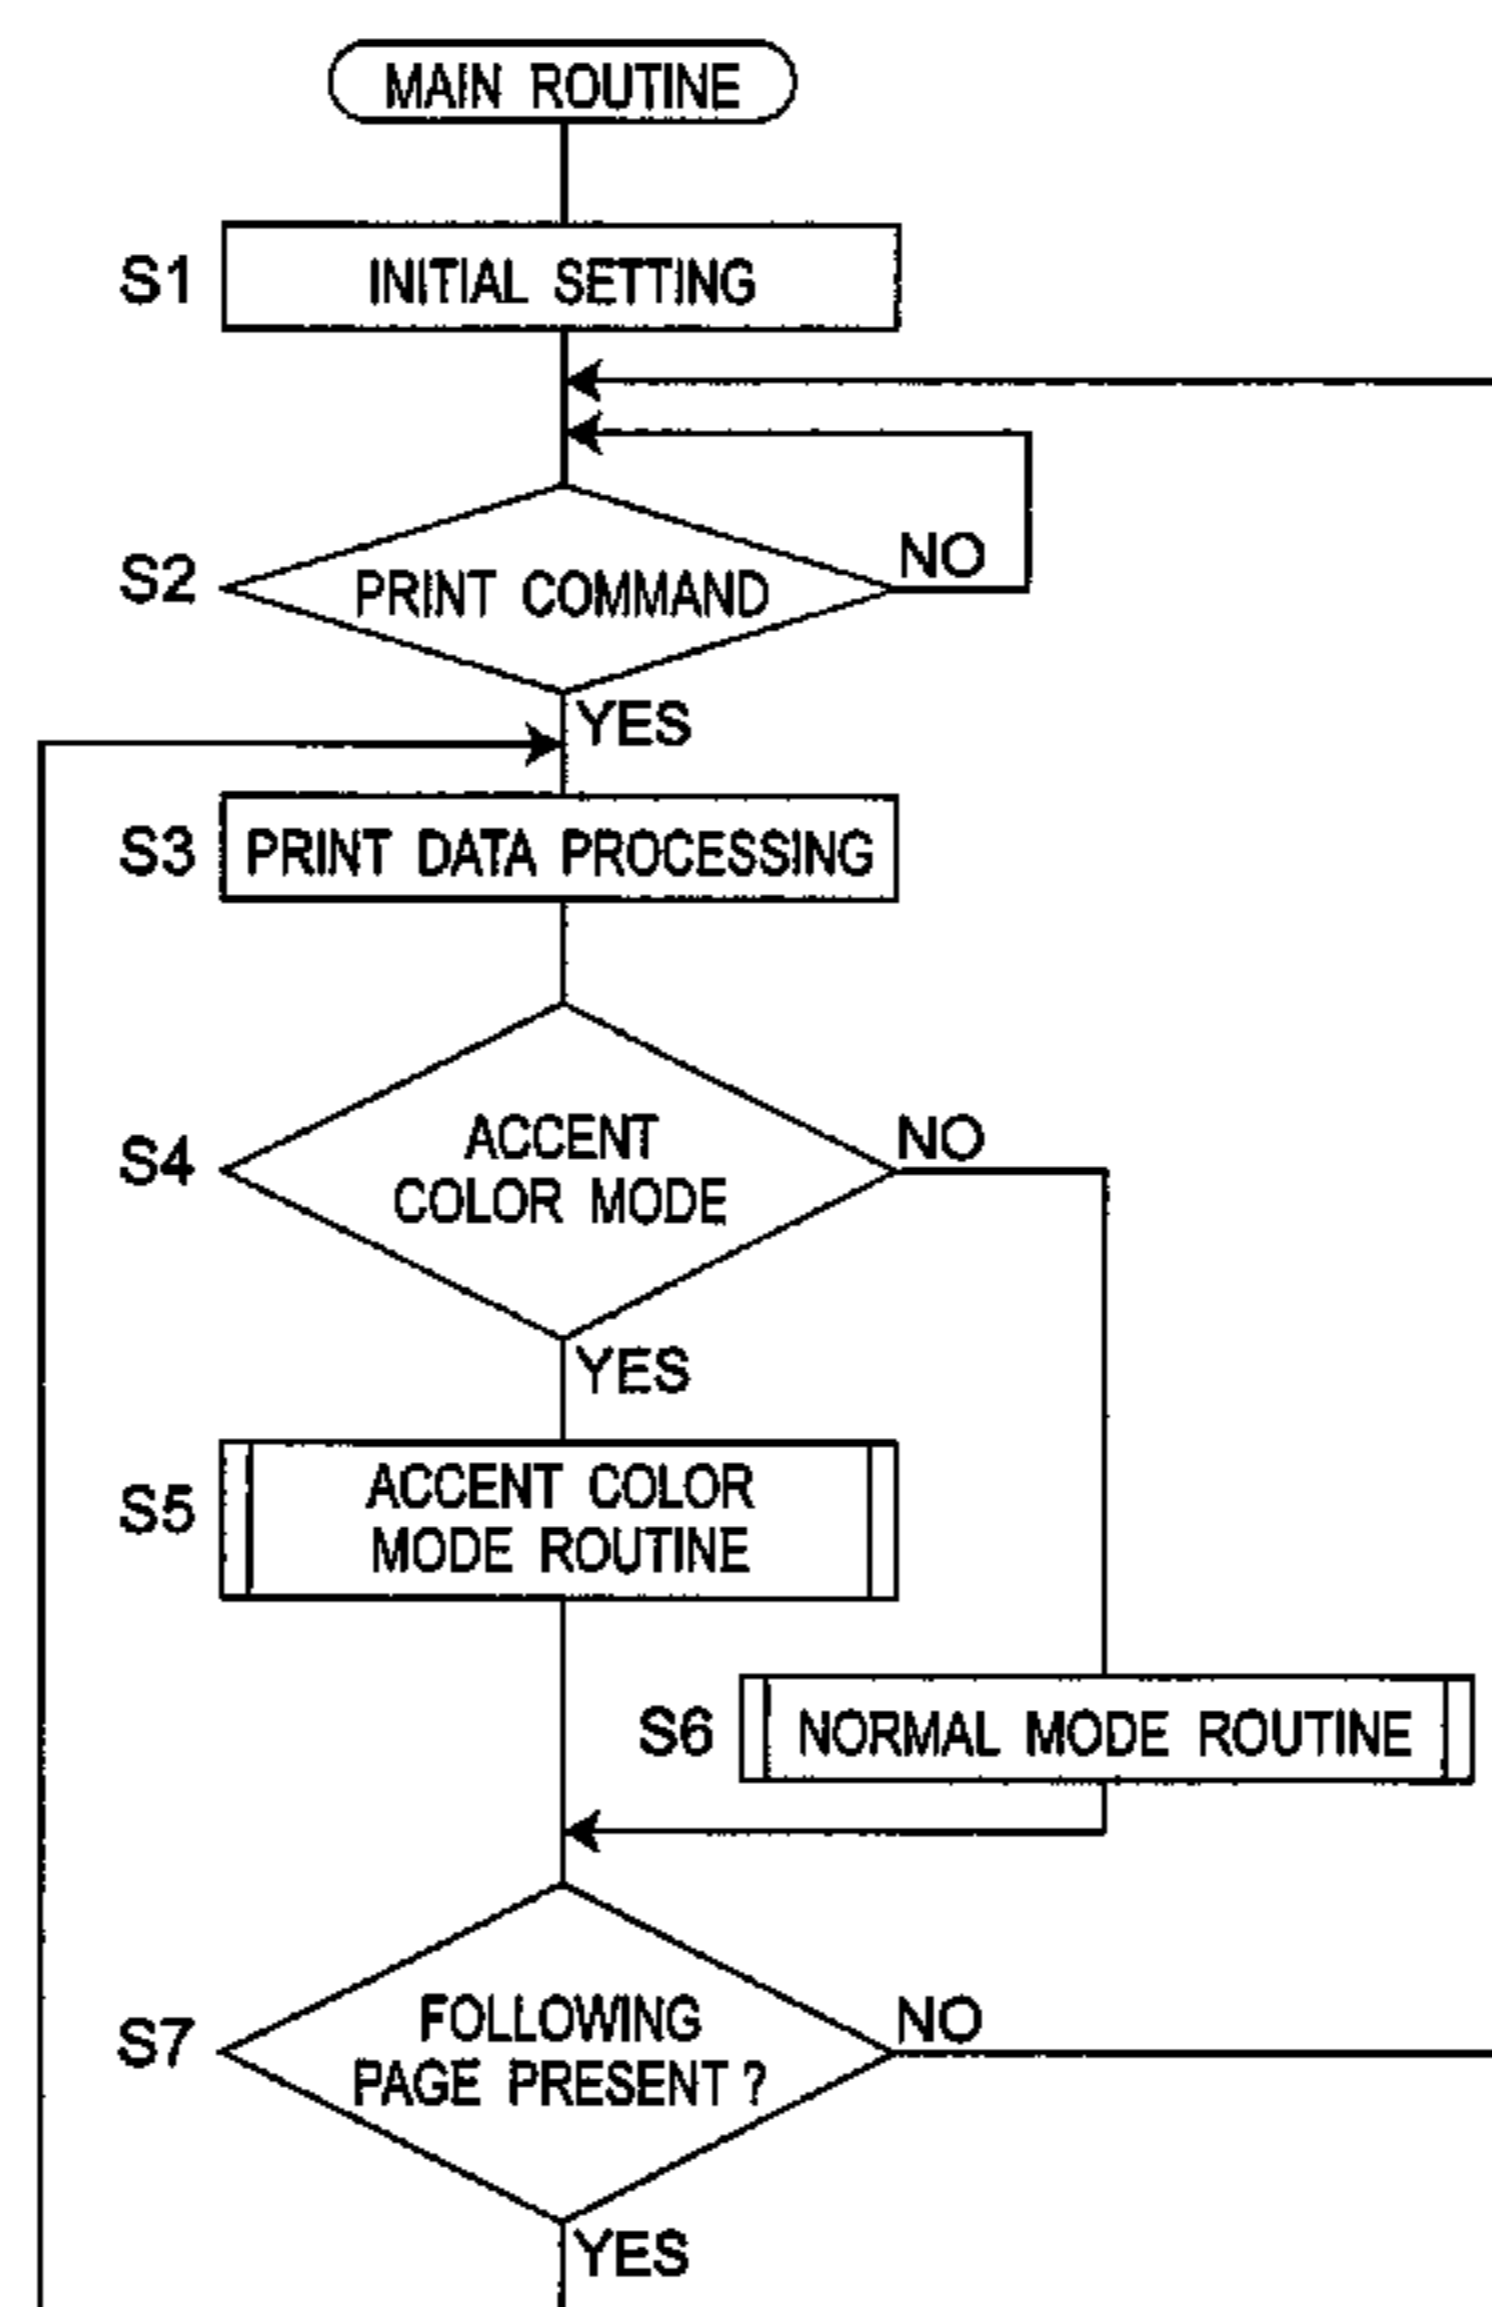 MAIN ROUTINE
S1
INITIAL SETTING
S2
PRINT COMMAND
NO
YES
S3
PRINT DATA PROCESSING
S4
ACCENT
COLOR MODE
NO
YES
S5
ACCENT COLOR
MODE ROUTINE
S6
NORMAL MODE ROUTINE
S7
FOLLOWING
PAGE PRESENT ?
NO
YES